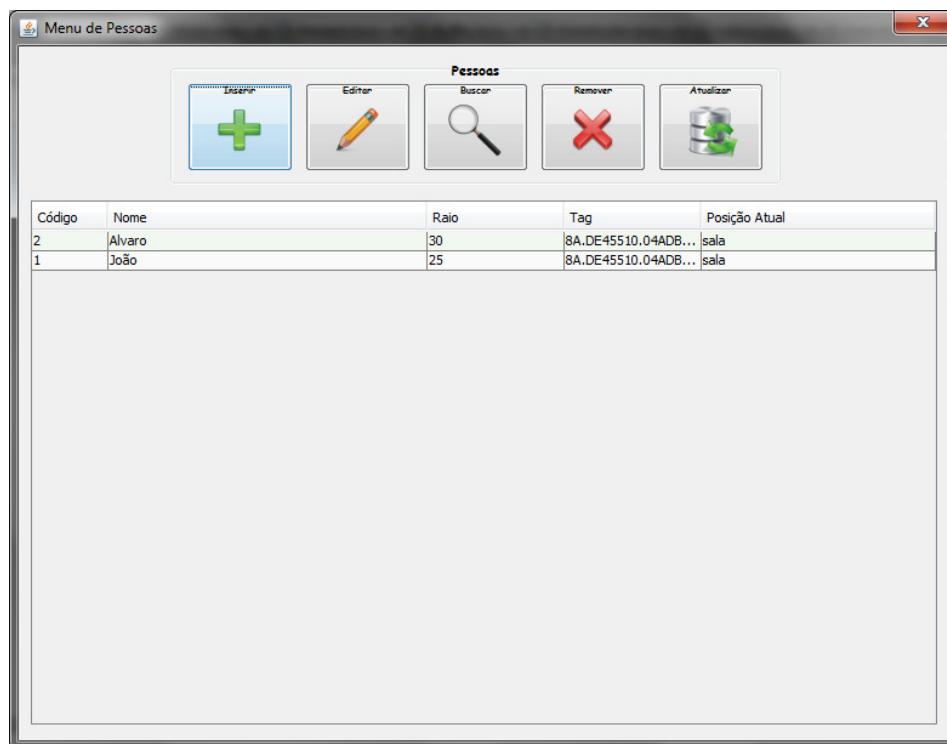 Menu de Pessoas
Pessoas
Inserir Editar Buscar Remover Atualizar
Código Nome Raio Tag Posição Atual
2 Alvaro 30 8A.DE45510.04ADB... sala
1 João 25 8A.DE45510.04ADB... sala